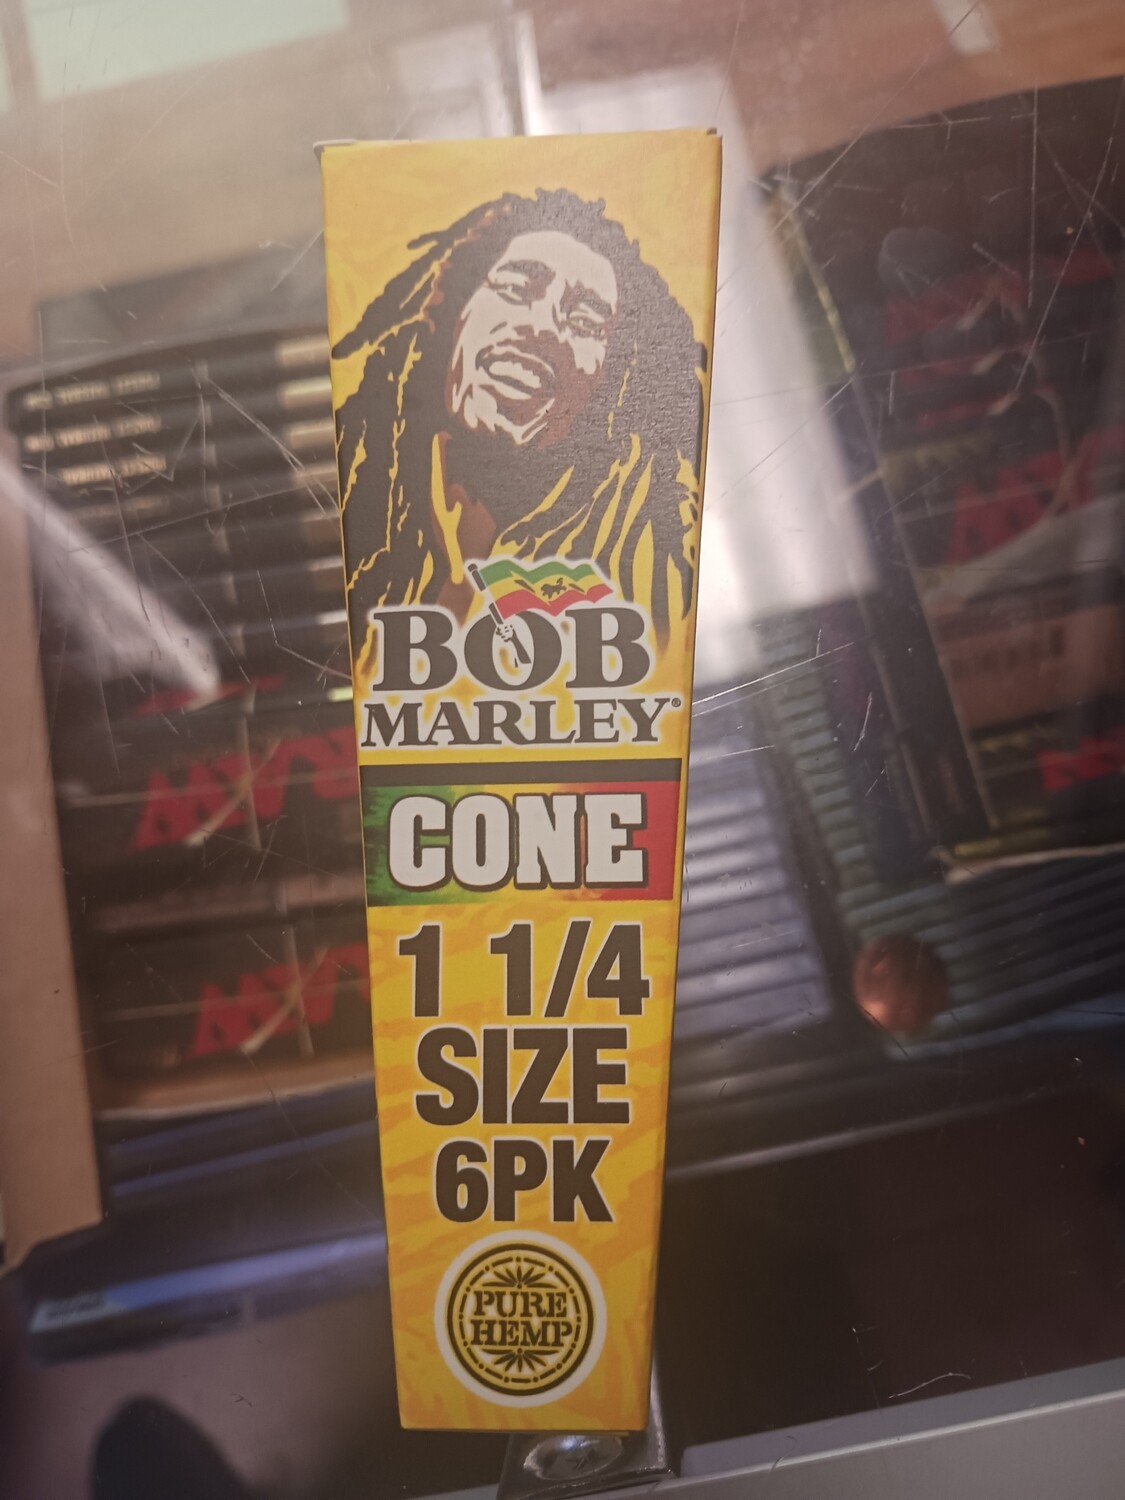 BOB
MARLEY®
CONE
1 1/4
SIZE
6PK
PURE
HEMP